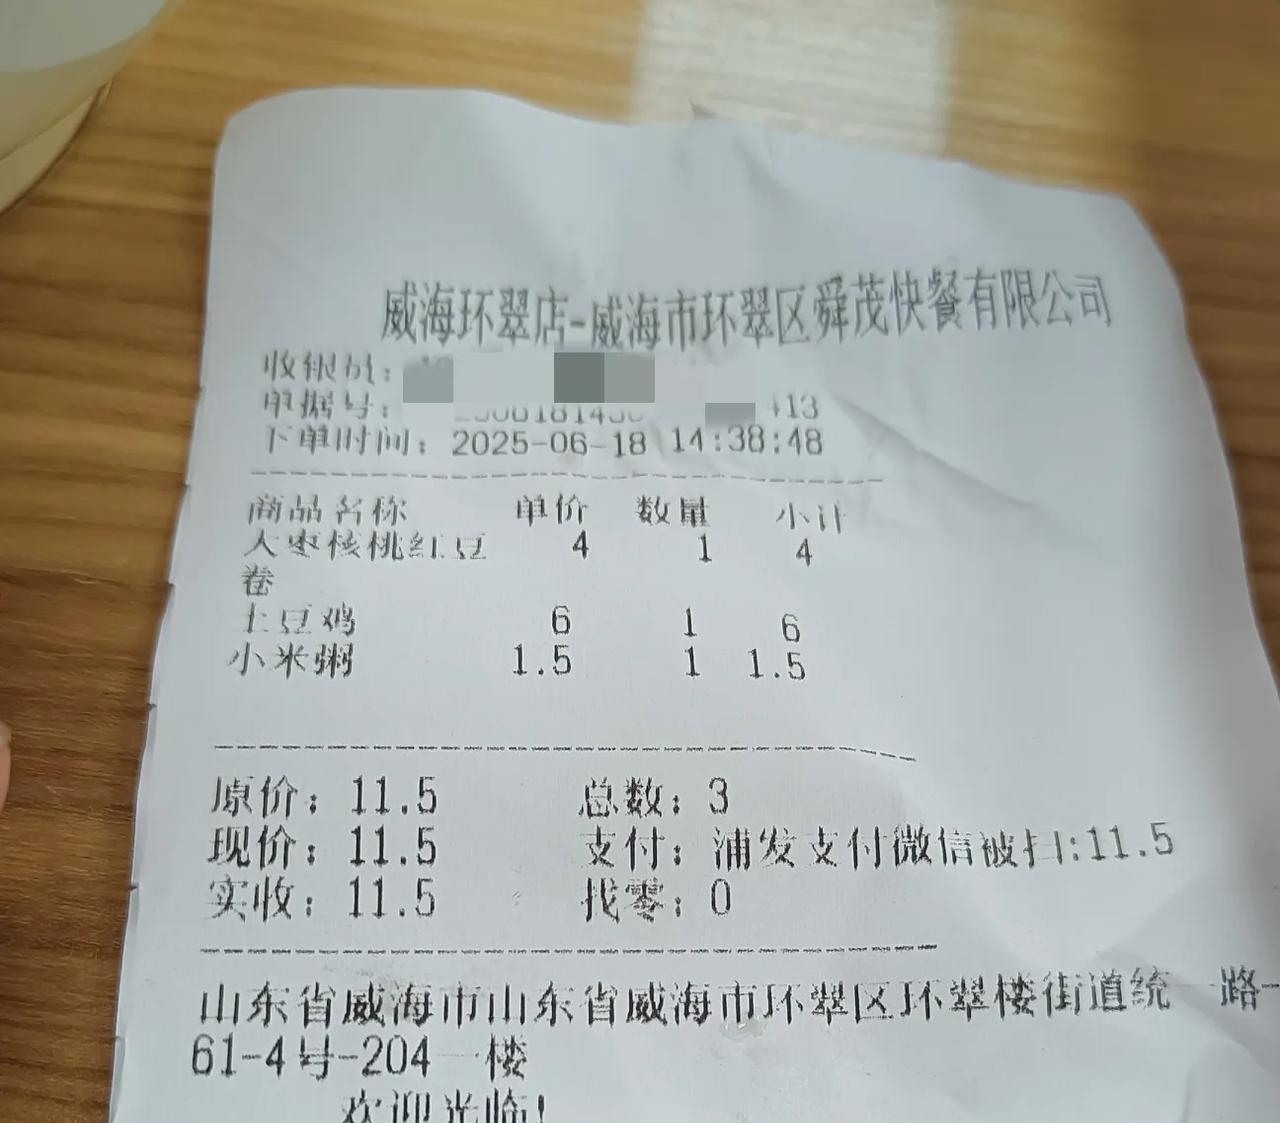 威海环翠店-威海市环翠区舜茂快餐有限公司
收银员:
单据号: 413
下单时间: 2025-06-18 14:38:48
商品名称 单价 数量 小计
大枣核桃红豆 4 1 4
卷
土豆鸡 6 1 6
小米粥 1.5 1 1.5
原价: 11.5 总数: 3
现价: 11.5 支付: 浦发支付微信被扫:11.5
实收: 11.5 找零: 0
山东省威海市山东省威海市环翠区环翠楼街道统一路-
61-4号-204一楼
欢迎光临!